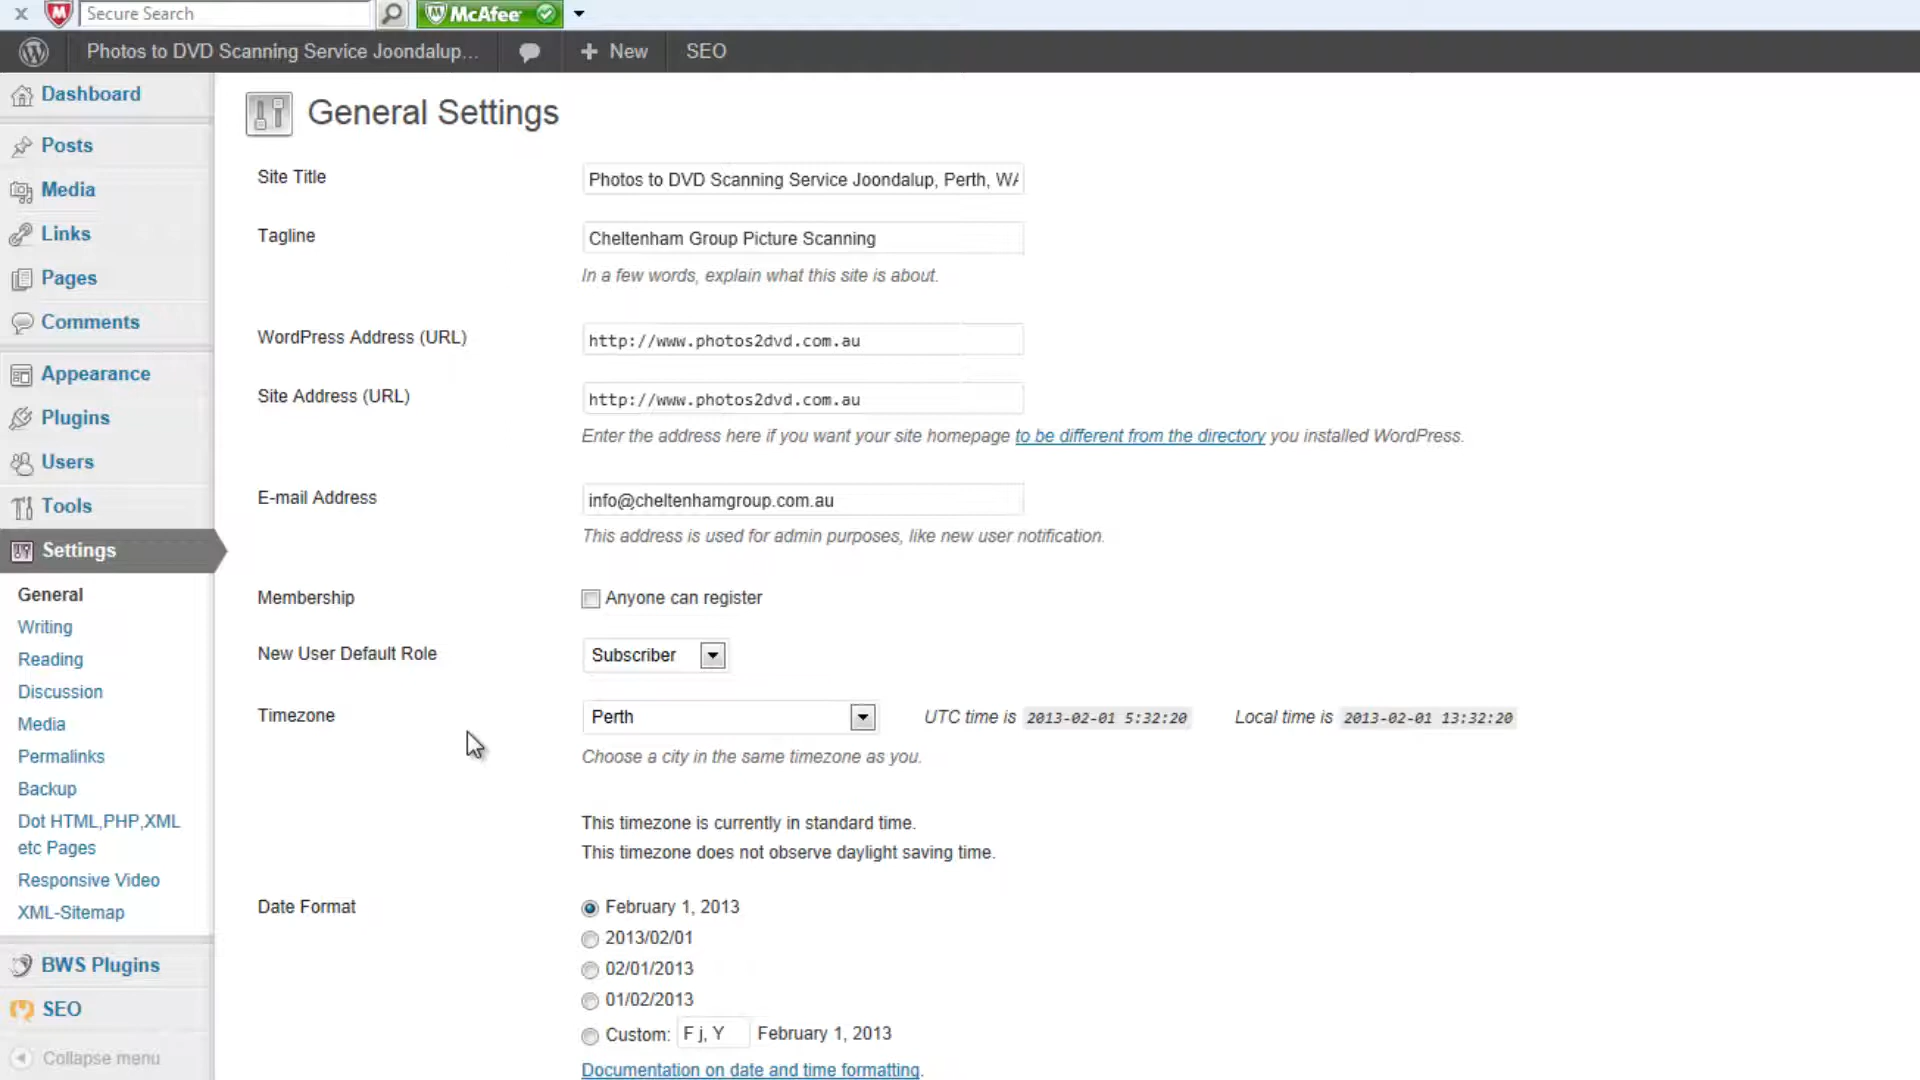 Secure Search
McAfee
Photos to DVD Scanning Service Joondalup...
New
SEO
Dashboard
Posts
Media
Links
Pages
Comments
Appearance
Plugins
Users
Tools
Settings
General
Writing
Reading
Discussion
Media
Permalinks
Backup
Dot HTML,PHP,XML
etc Pages
Responsive Video
XML-Sitemap
BWS Plugins
SEO
Collapse menu
General Settings
Site Title
Photos to DVD Scanning Service Joondalup, Perth, WA
Tagline
Cheltenham Group Picture Scanning
In a few words, explain what this site is about.
WordPress Address (URL)
http://www.photos2dvd.com.au
Site Address (URL)
http://www.photos2dvd.com.au
Enter the address here if you want your site homepage to be different from the directory you installed WordPress.
E-mail Address
info@cheltenhamgroup.com.au
This address is used for admin purposes, like new user notification.
Membership
Anyone can register
New User Default Role
Subscriber
Timezone
Perth
UTC time is 2013-02-01 5:32:20
Local time is 2013-02-01 13:32:20
Choose a city in the same timezone as you.
This timezone is currently in standard time.
This timezone does not observe daylight saving time.
Date Format
February 1, 2013
2013/02/01
02/01/2013
01/02/2013
Custom: F j, Y February 1, 2013
Documentation on date and time formatting.